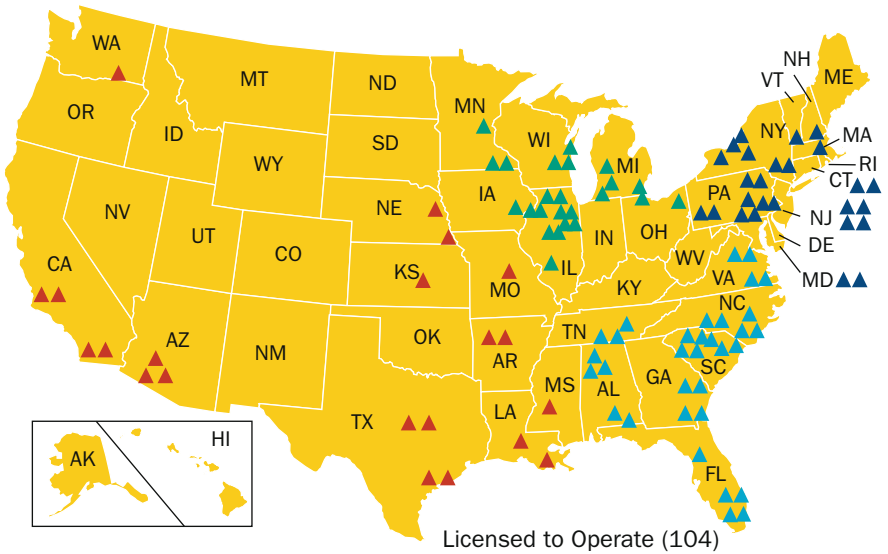 WA
MT
ND
MN
OR
ID
SD
WI
WY
MI
NH
VT
ME
NY
MA
RI
CT
PA
NJ
DE
MD
IA
NE
NV
UT
CO
CA
KS
MO
IL
IN
OH
WV
VA
KY
NC
TN
AZ
NM
OK
AR
SC
GA
AL
MS
LA
TX
FL
HI
AK
Licensed to Operate (104)